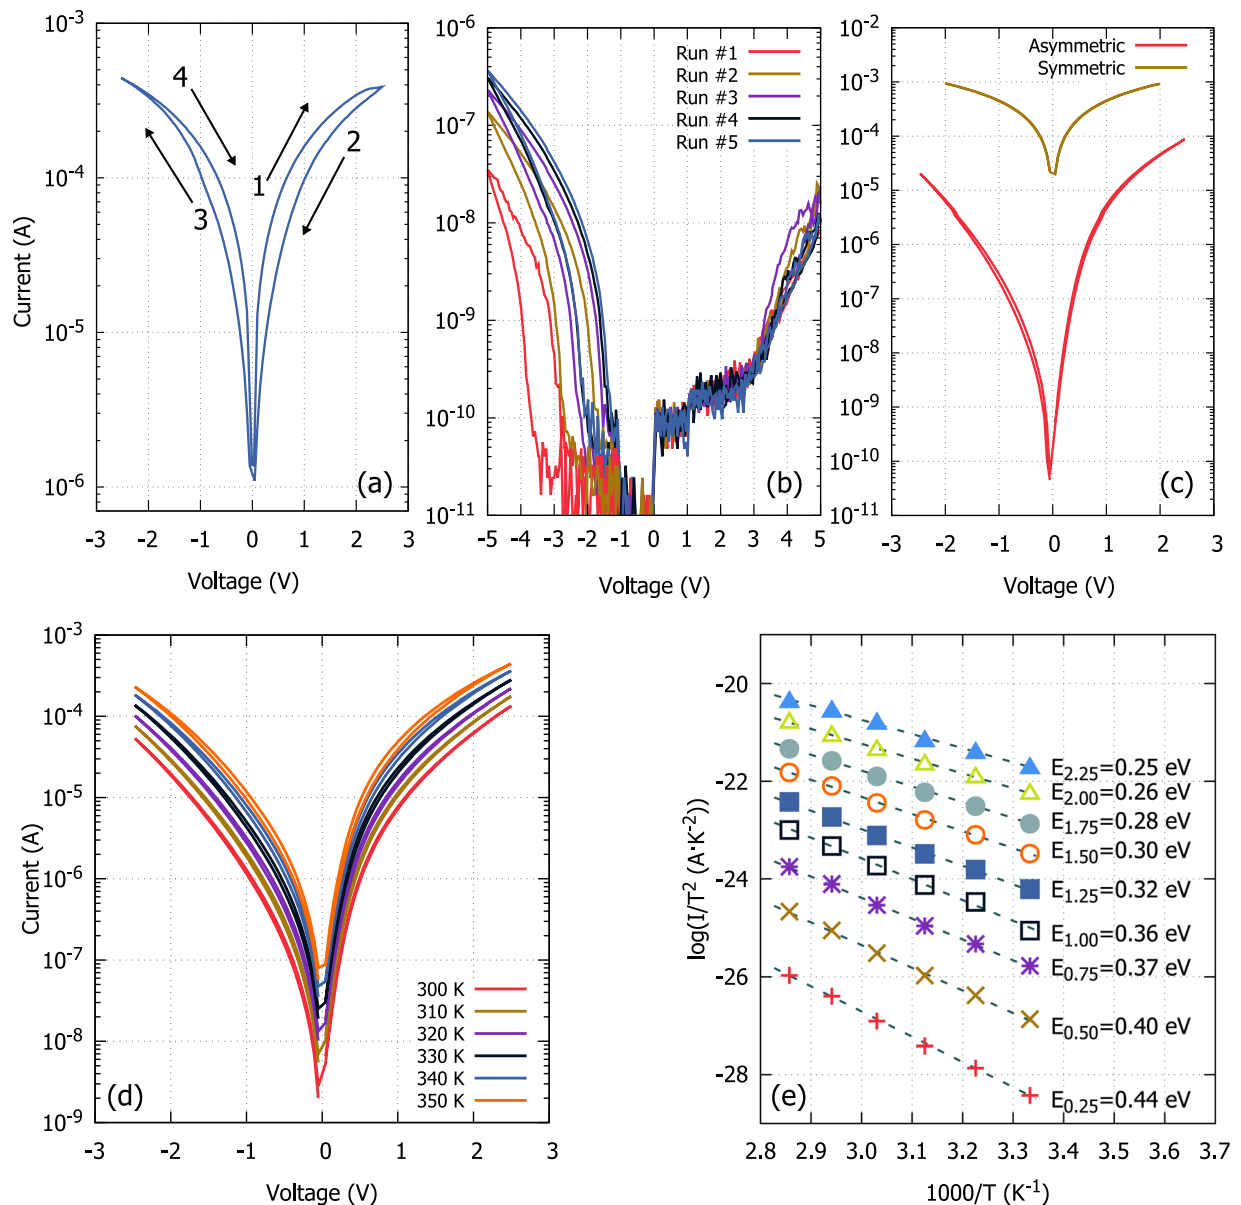 10-3
10-4
10-5
10-6
Current (A)
-3 -2 -1 0 1 2 3
Voltage (V)
4
1
2
3
(a)
10-5
10-6
10-7
10-8
10-9
10-10
10-11
-5 -4 -3 -2 -1 0 1 2 3 4 5
Voltage (V)
Run #1
Run #2
Run #3
Run #4
Run #5
(b)
10-2
10-3
10-4
10-5
10-6
10-7
10-8
10-9
10-10
10-11
-3 -2 -1 0 1 2 3
Voltage (V)
Asymmetric
Symmetric
(c)
10-3
10-4
10-5
10-6
10-7
10-8
10-9
Current (A)
-3 -2 -1 0 1 2 3
Voltage (V)
300 K
310 K
320 K
330 K
340 K
350 K
(d)
-20
-22
-24
-26
-28
log(I/T2 (A·K-2))
2.8 2.9 3.0 3.1 3.2 3.3 3.4 3.5 3.6 3.7
1000/T (K-1)
E2.25=0.25 eV
E2.00=0.26 eV
E1.75=0.28 eV
E1.50=0.30 eV
E1.25=0.32 eV
E1.00=0.36 eV
E0.75=0.37 eV
E0.50=0.40 eV
E0.25=0.44 eV
(e)